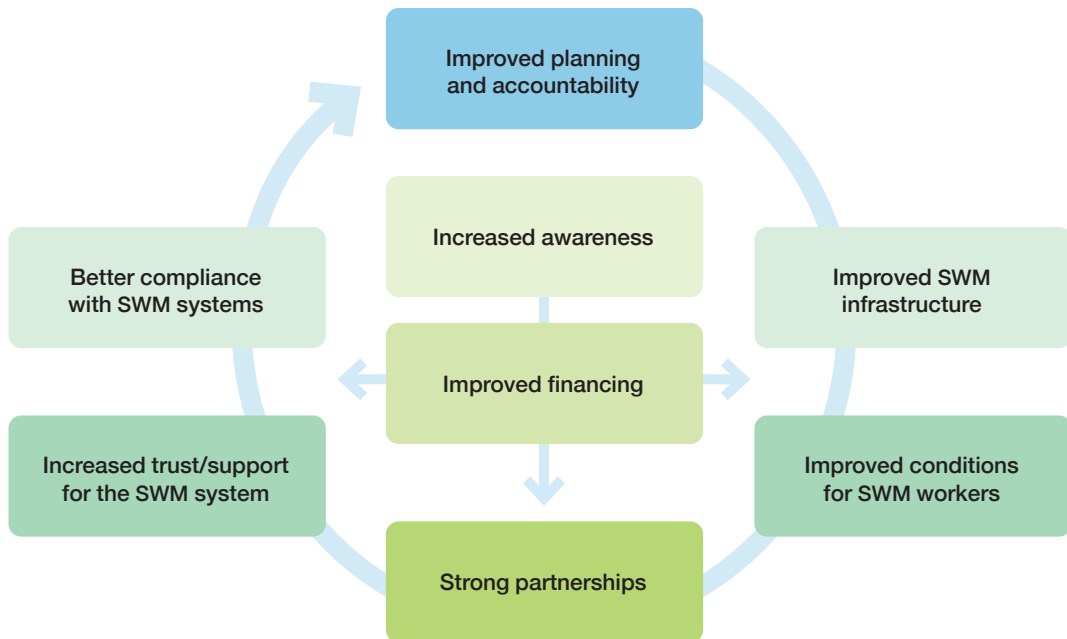 Improved planning
and accountability
Increased awareness
Better compliance
with SWM systems
Improved SWM
infrastructure
Improved financing
Increased trust/support
for the SWM system
Improved conditions
for SWM workers
Strong partnerships